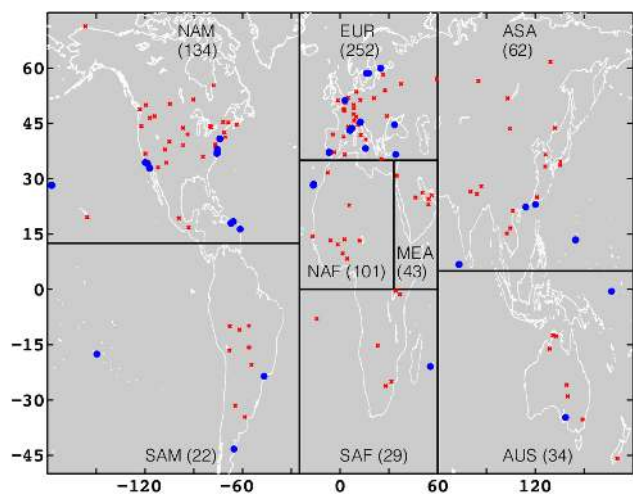 NAM
(134)
EUR
(252)
ASA
(62)
60
45
30
15
0
−15
−30
−45
NAF (101)
MEA
(43)
SAM (22)
SAF (29)
AUS (34)
−120
−60
0
60
120